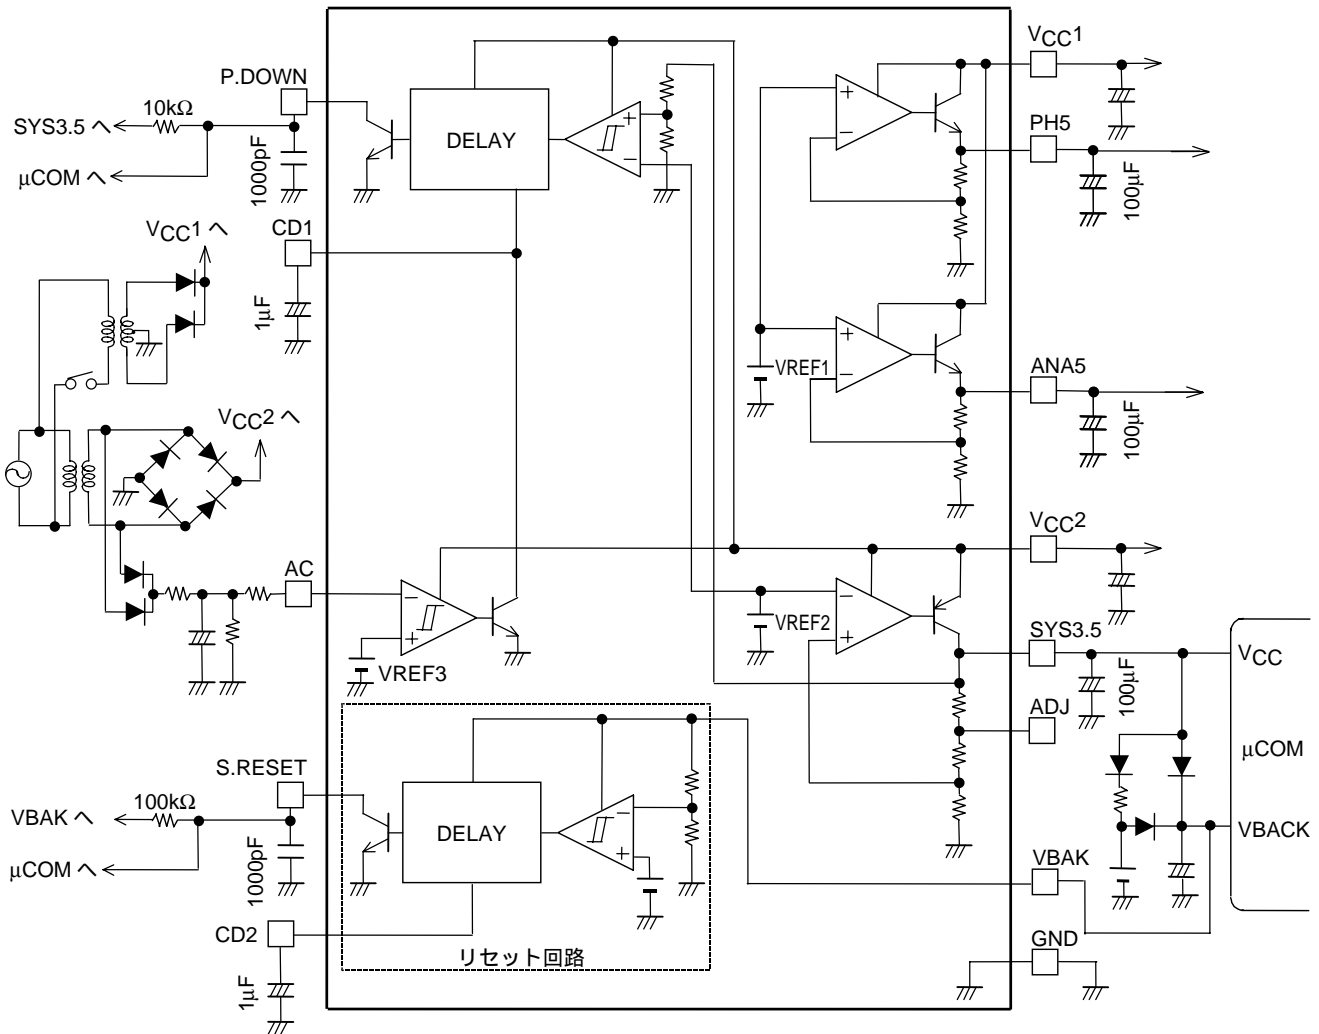 P.DOWN
10kΩ
SYS3.5 へ
μCOM へ
1000pF
DELAY
CD1
1μF
VCC1 へ
VCC2 へ
AC
VREF3
VCC1
PH5
100μF
VREF1
ANA5
100μF
VCC2
VREF2
SYS3.5
100μF
ADJ
VCC
μCOM
VBACK
S.RESET
100kΩ
VBAK へ
μCOM へ
1000pF
DELAY
CD2
1μF
リセット回路
VBAK
GND